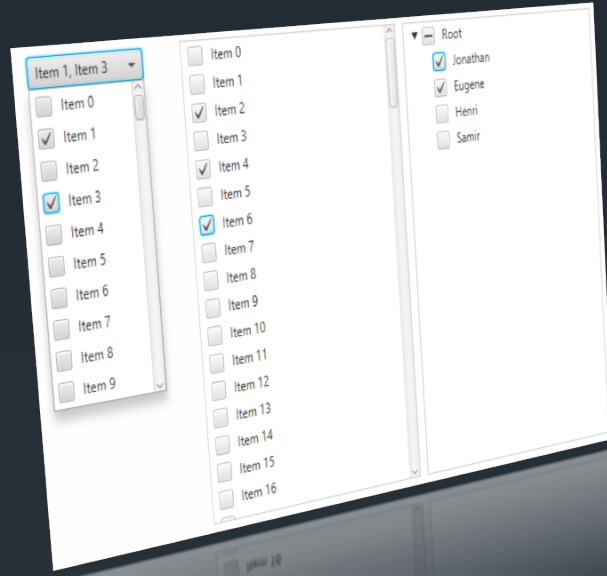 Item 1, Item 3
Item 0
Item 1
Item 2
Item 3
Item 4
Item 5
Item 6
Item 7
Item 8
Item 9
Item 0
Item 1
Item 2
Item 3
Item 4
Item 5
Item 6
Item 7
Item 8
Item 9
Item 10
Item 11
Item 12
Item 13
Item 14
Item 15
Item 16
Root
Jonathan
Eugene
Henri
Samir
Item 16